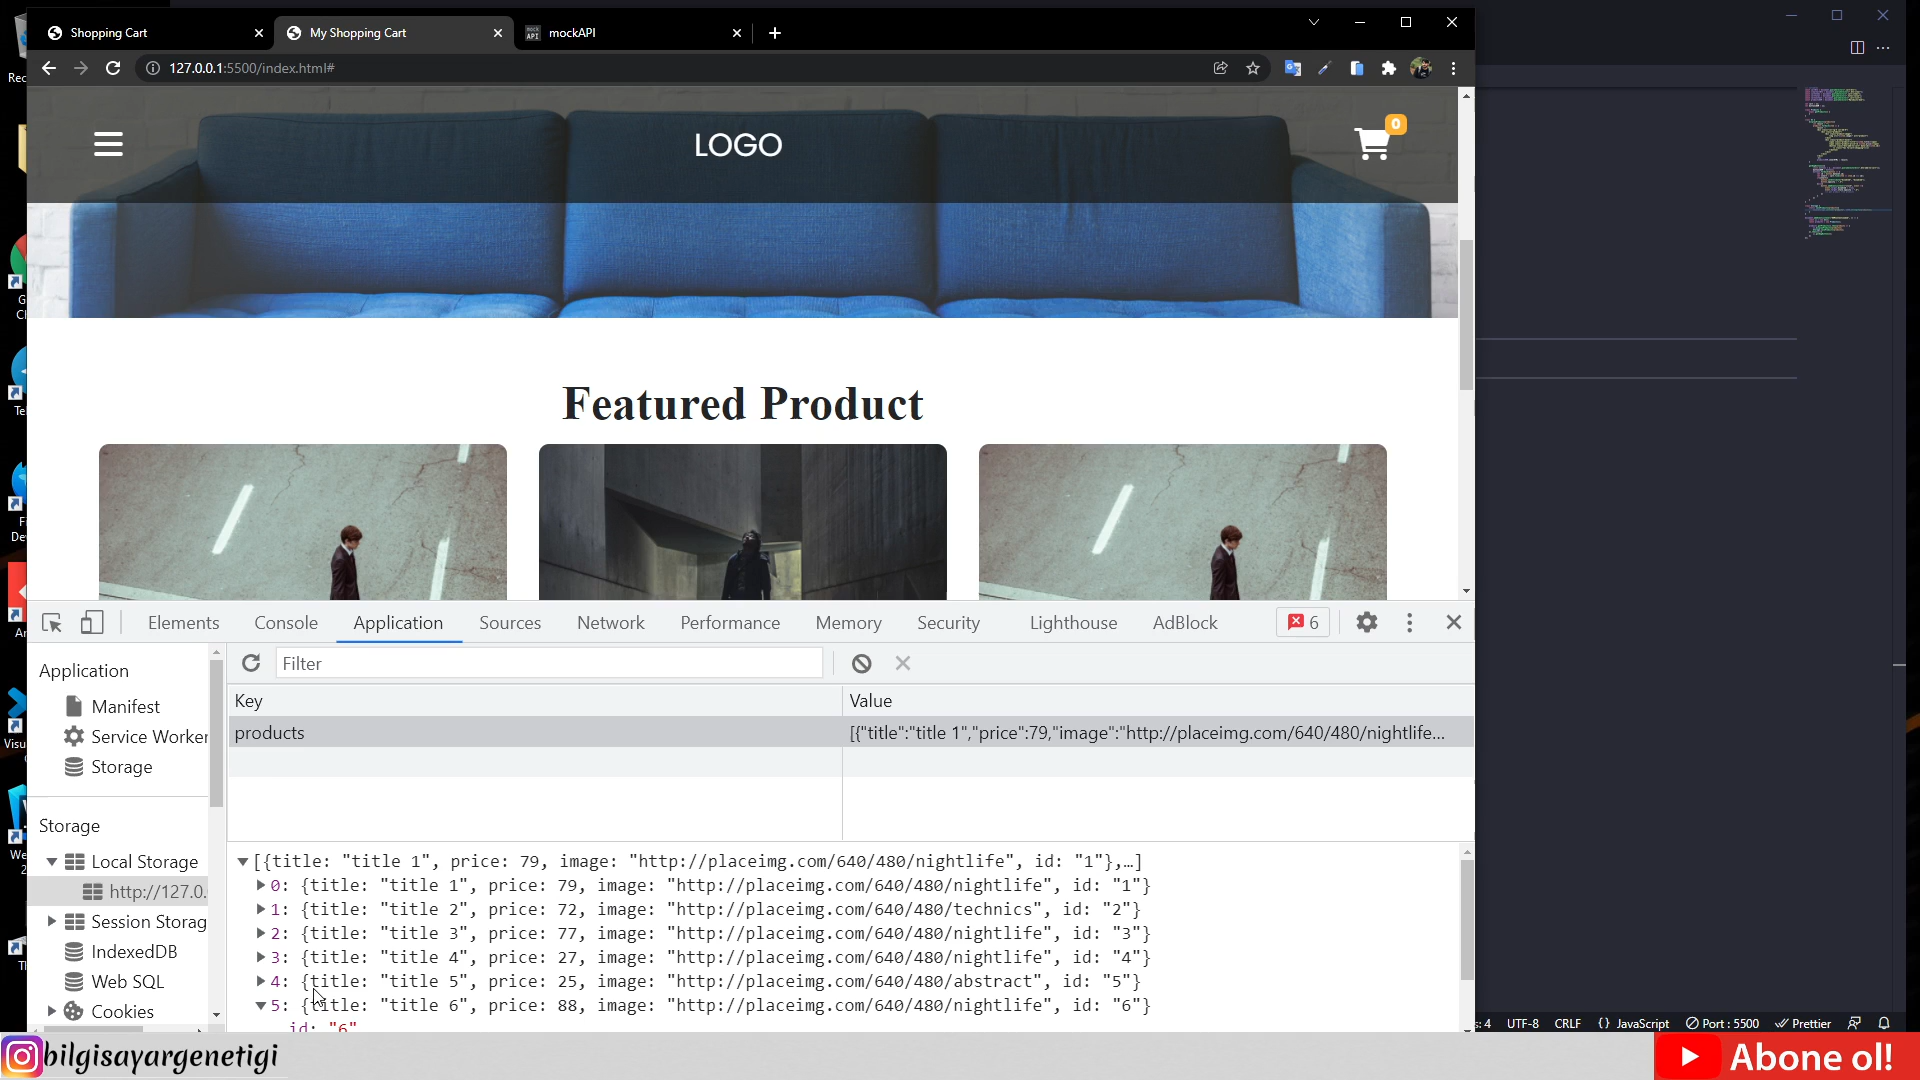 Shopping Cart
My Shopping Cart
mock API
mockAPI
127.0.0.1:5500/index.html#
LOGO
0
Featured Product
Elements Console Application Sources Network Performance Memory Security Lighthouse AdBlock 6
Application
Manifest
Service Worker
Storage
Storage
Local Storage
http://127.0.
Session Storag
IndexedDB
Web SQL
Cookies
Filter
Key Value
products [{"title":"title 1","price":79,"image":"http://placeimg.com/640/480/nightlife...
[{title: "title 1", price: 79, image: "http://placeimg.com/640/480/nightlife", id: "1"},…]
0: {title: "title 1", price: 79, image: "http://placeimg.com/640/480/nightlife", id: "1"}
1: {title: "title 2", price: 72, image: "http://placeimg.com/640/480/technics", id: "2"}
2: {title: "title 3", price: 77, image: "http://placeimg.com/640/480/nightlife", id: "3"}
3: {title: "title 4", price: 27, image: "http://placeimg.com/640/480/nightlife", id: "4"}
4: {title: "title 5", price: 25, image: "http://placeimg.com/640/480/abstract", id: "5"}
5: {title: "title 6", price: 88, image: "http://placeimg.com/640/480/nightlife", id: "6"}
id: "6"
s: 4 UTF-8 CRLF {} JavaScript Port : 5500 Prettier
bilgisayargenetigi
Abone ol!